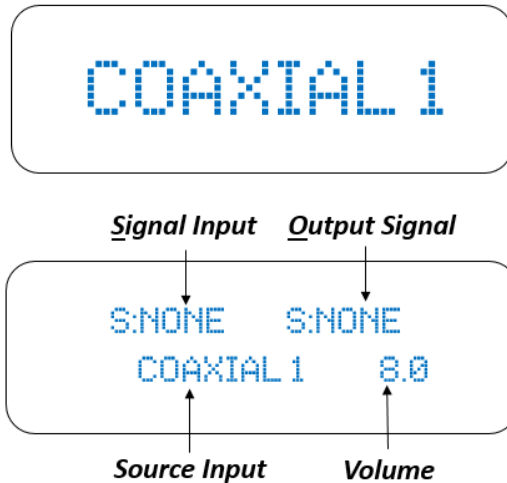 COAXIAL 1
Signal Input Output Signal
S:NONE S:NONE
COAXIAL 1 8.0
Source Input Volume